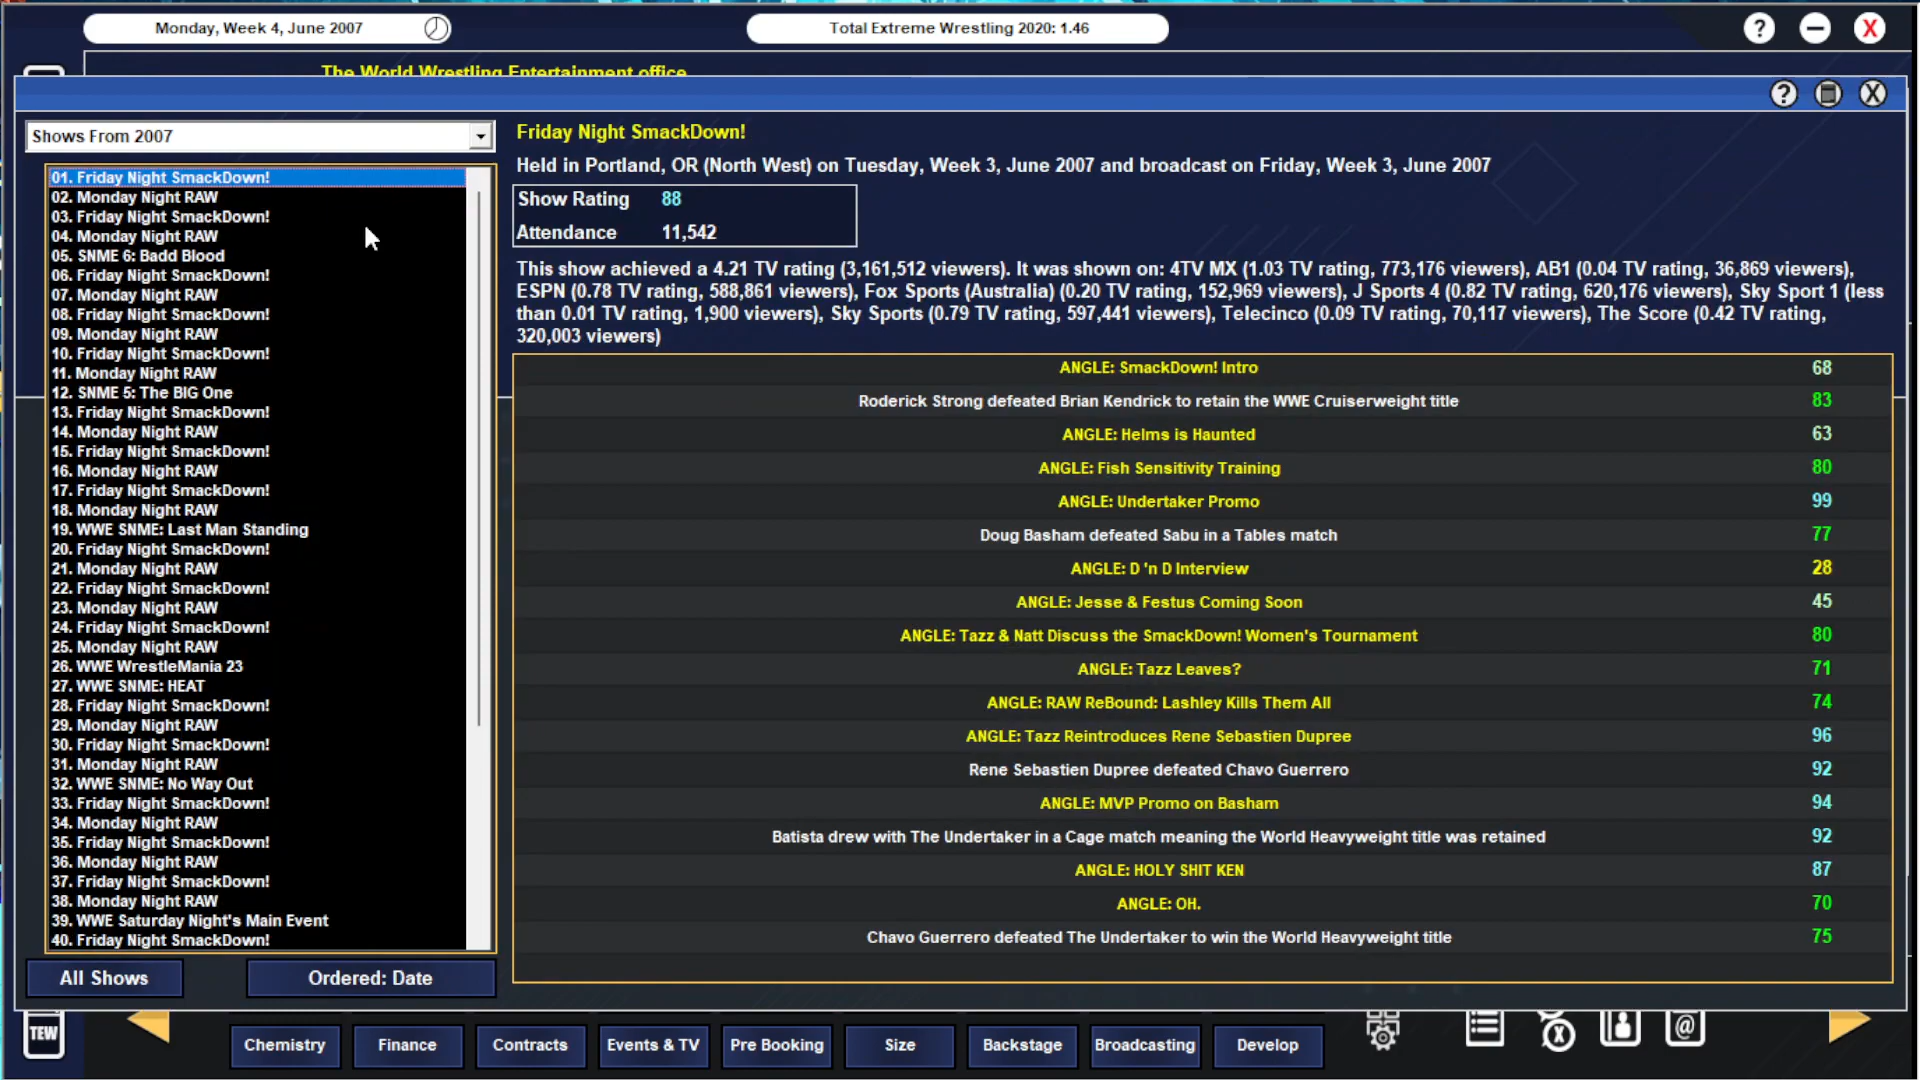 Monday, Week 4, June 2007
Total Extreme Wrestling 2020: 1.46
? X
The World Wrestling Entertainment office
? X
Shows From 2007
01. Friday Night SmackDown!
02. Monday Night RAW
03. Friday Night SmackDown!
04. Monday Night RAW
05. SNME 6: Badd Blood
06. Friday Night SmackDown!
07. Monday Night RAW
08. Friday Night SmackDown!
09. Monday Night RAW
10. Friday Night SmackDown!
11. Monday Night RAW
12. SNME 5: The BIG One
13. Friday Night SmackDown!
14. Monday Night RAW
15. Friday Night SmackDown!
16. Monday Night RAW
17. Friday Night SmackDown!
18. Monday Night RAW
19. WWE SNME: Last Man Standing
20. Friday Night SmackDown!
21. Monday Night RAW
22. Friday Night SmackDown!
23. Monday Night RAW
24. Friday Night SmackDown!
25. Monday Night RAW
26. WWE WrestleMania 23
27. WWE SNME: HEAT
28. Friday Night SmackDown!
29. Monday Night RAW
30. Friday Night SmackDown!
31. Monday Night RAW
32. WWE SNME: No Way Out
33. Friday Night SmackDown!
34. Monday Night RAW
35. Friday Night SmackDown!
36. Monday Night RAW
37. Friday Night SmackDown!
38. Monday Night RAW
39. WWE Saturday Night's Main Event
40. Friday Night SmackDown!
All Shows
Ordered: Date
Friday Night SmackDown!
Held in Portland, OR (North West) on Tuesday, Week 3, June 2007 and broadcast on Friday, Week 3, June 2007
Show Rating 88
Attendance 11,542
This show achieved a 4.21 TV rating (3,161,512 viewers). It was shown on: 4TV MX (1.03 TV rating, 773,176 viewers), AB1 (0.04 TV rating, 36,869 viewers),
ESPN (0.78 TV rating, 588,861 viewers), Fox Sports (Australia) (0.20 TV rating, 152,969 viewers), J Sports 4 (0.82 TV rating, 620,176 viewers), Sky Sport 1 (less
than 0.01 TV rating, 1,900 viewers), Sky Sports (0.79 TV rating, 597,441 viewers), Telecinco (0.09 TV rating, 70,117 viewers), The Score (0.42 TV rating,
320,003 viewers)
ANGLE: SmackDown! Intro 68
Roderick Strong defeated Brian Kendrick to retain the WWE Cruiserweight title 83
ANGLE: Helms is Haunted 63
ANGLE: Fish Sensitivity Training 80
ANGLE: Undertaker Promo 99
Doug Basham defeated Sabu in a Tables match 77
ANGLE: D 'n D Interview 28
ANGLE: Jesse & Festus Coming Soon 45
ANGLE: Tazz & Natt Discuss the SmackDown! Women's Tournament 80
ANGLE: Tazz Leaves? 71
ANGLE: RAW ReBound: Lashley Kills Them All 74
ANGLE: Tazz Reintroduces Rene Sebastien Dupree 96
Rene Sebastien Dupree defeated Chavo Guerrero 92
ANGLE: MVP Promo on Basham 94
Batista drew with The Undertaker in a Cage match meaning the World Heavyweight title was retained 92
ANGLE: HOLY SHIT KEN 87
ANGLE: OH. 70
Chavo Guerrero defeated The Undertaker to win the World Heavyweight title 75
TEW
Chemistry
Finance
Contracts
Events & TV
Pre Booking
Size
Backstage
Broadcasting
Develop
X
@